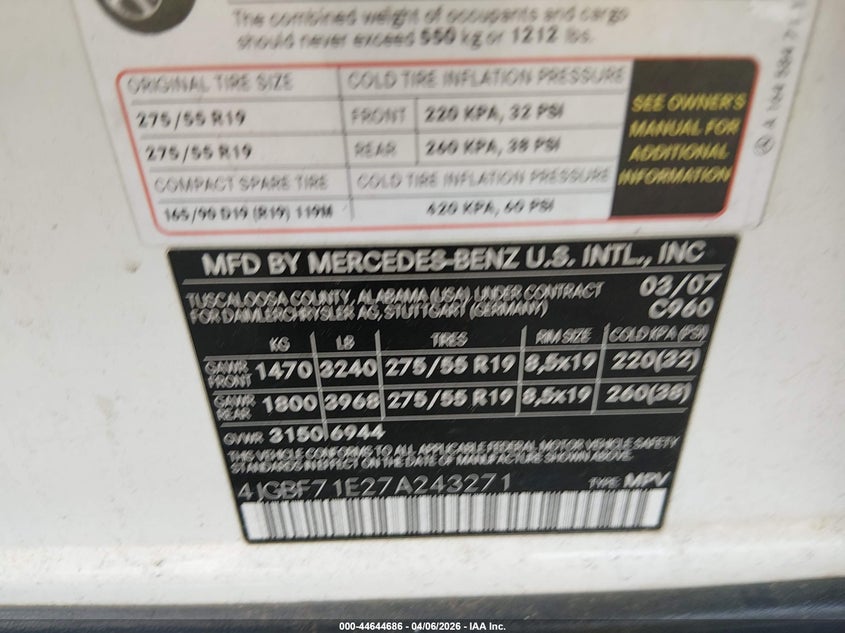 The combined weight of occupants and cargo
should never exceed 550 kg or 1212 lbs.
ORIGINAL TIRE SIZE COLD TIRE INFLATION PRESSURE
275/55 R19 FRONT 220 KPA, 32 PSI
275/55 R19 REAR 260 KPA, 38 PSI
COMPACT SPARE TIRE COLD TIRE INFLATION PRESSURE
165/90 D19 (R19) 119M 420 KPA, 60 PSI
SEE OWNER'S
MANUAL FOR
ADDITIONAL
INFORMATION
MFD BY MERCEDES-BENZ U.S. INTL., INC
TUSCALOOSA COUNTY, ALABAMA (USA) UNDER CONTRACT 03/07
FOR DAIMLERCHRYSLER AG, STUTTGART (GERMANY) C960
KG LB TIRES RIM SIZE COLD KPA (PSI)
GAWR FRONT 1470 3240 275/55 R19 8,5x19 220(32)
GAWR REAR 1800 3968 275/55 R19 8,5x19 260(38)
GVWR 3150 6944
THIS VEHICLE CONFORMS TO ALL APPLICABLE FEDERAL MOTOR VEHICLE SAFETY
STANDARDS IN EFFECT ON THE DATE OF MANUFACTURE SHOWN ABOVE.
4JGBF71E27A243271 TYPE: MPV
000-44644686 - 04/06/2026 - IAA Inc.